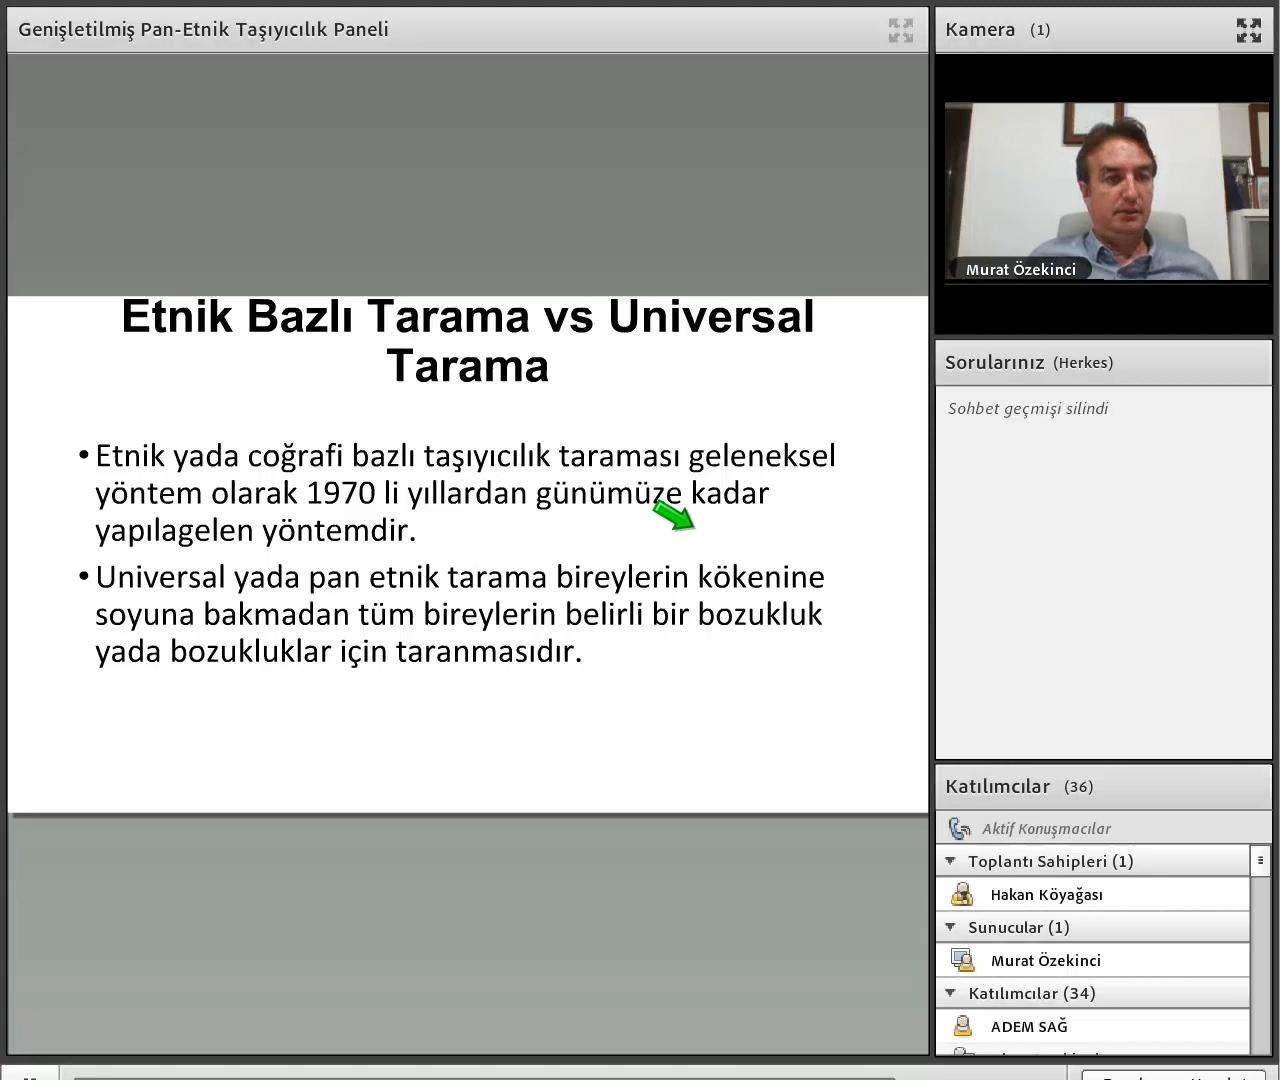 Genişletilmiş Pan-Etnik Taşıyıcılık Paneli
Etnik Bazlı Tarama vs Universal
Tarama
•Etnik yada coğrafi bazlı taşıyıcılık taraması geleneksel
yöntem olarak 1970 li yıllardan günümüze kadar
yapılagelen yöntemdir.
•Universal yada pan etnik tarama bireylerin kökenine
soyuna bakmadan tüm bireylerin belirli bir bozukluk
yada bozukluklar için taranmasıdır.
Kamera (1)
Murat Özekinci
Sorularınız (Herkes)
Sohbet geçmişi silindi
Katılımcılar (36)
Aktif Konuşmacılar
Toplantı Sahipleri (1)
Hakan Köyağası
Sunucular (1)
Murat Özekinci
Katılımcılar (34)
ADEM SAĞ